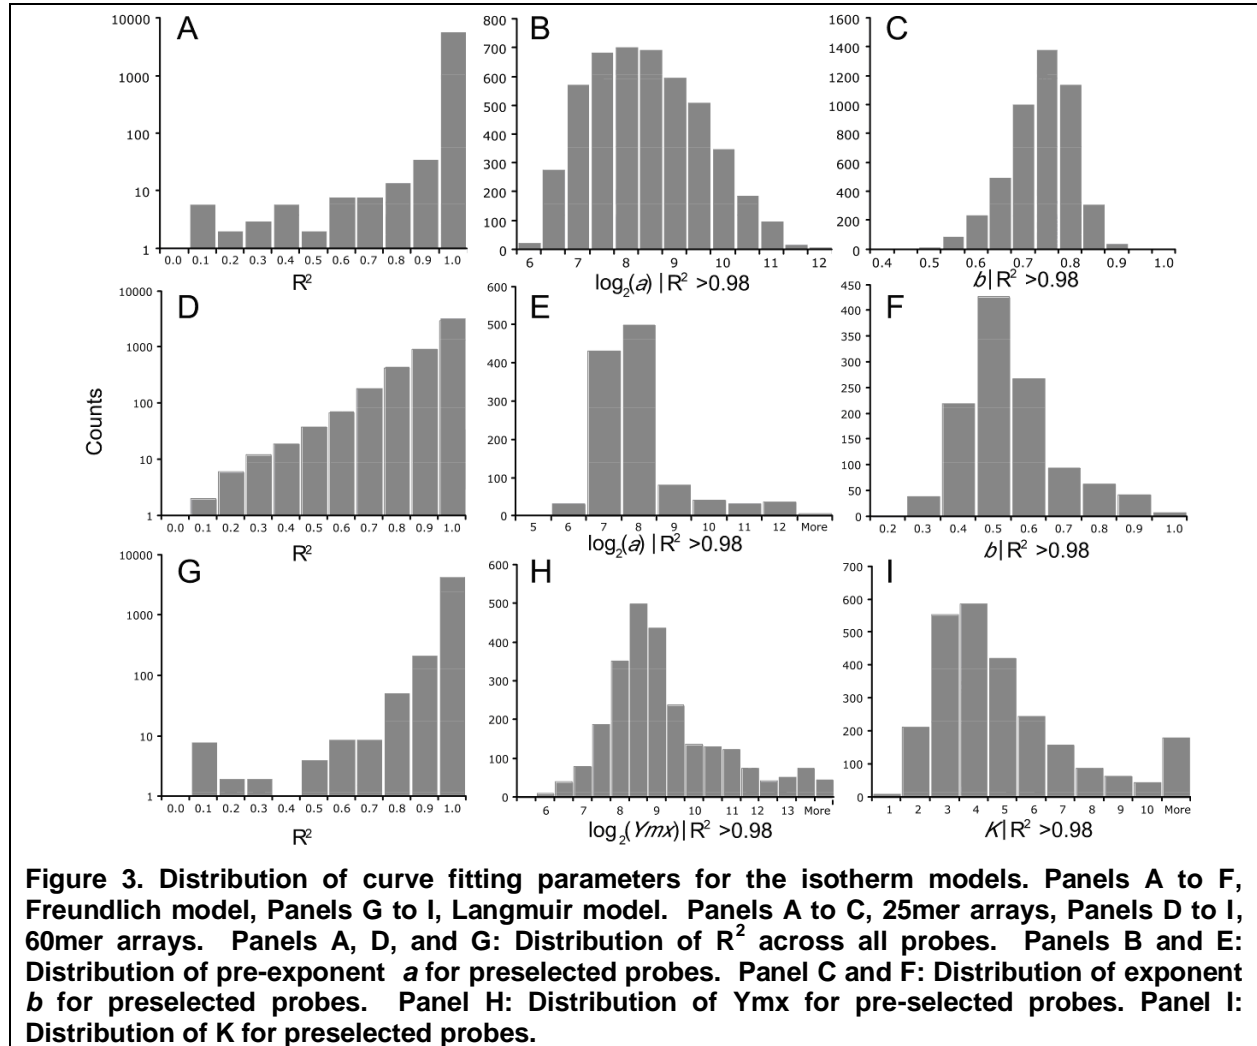 A
10000
1000
100
10
1
0.0 0.1 0.2 0.3 0.4 0.5 0.6 0.7 0.8 0.9 1.0
R²
B
800
700
600
500
400
300
200
100
0
6 7 8 9 10 11 12
log₂(a) | R² >0.98
C
1600
1400
1200
1000
800
600
400
200
0
0.4 0.5 0.6 0.7 0.8 0.9 1.0
b|R² >0.98
Counts
D
10000
1000
100
10
1
0.0 0.1 0.2 0.3 0.4 0.5 0.6 0.7 0.8 0.9 1.0
R²
E
600
500
400
300
200
100
0
5 6 7 8 9 10 11 12 More
log₂(a) | R² >0.98
F
450
400
350
300
250
200
150
100
50
0
0.2 0.3 0.4 0.5 0.6 0.7 0.8 0.9 1.0
b|R² >0.98
G
10000
1000
100
10
1
0.0 0.1 0.2 0.3 0.4 0.5 0.6 0.7 0.8 0.9 1.0
R²
H
600
500
400
300
200
100
0
6 7 8 9 10 11 12 13 More
log₂(Ymx)|R² >0.98
I
700
600
500
400
300
200
100
0
1 2 3 4 5 6 7 8 9 10 More
K|R² >0.98
Figure 3. Distribution of curve fitting parameters for the isotherm models. Panels A to F,
Freundlich model, Panels G to I, Langmuir model. Panels A to C, 25mer arrays, Panels D to I,
60mer arrays. Panels A, D, and G: Distribution of R² across all probes. Panels B and E:
Distribution of pre-exponent a for preselected probes. Panel C and F: Distribution of exponent
b for preselected probes. Panel H: Distribution of Ymx for pre-selected probes. Panel I:
Distribution of K for preselected probes.